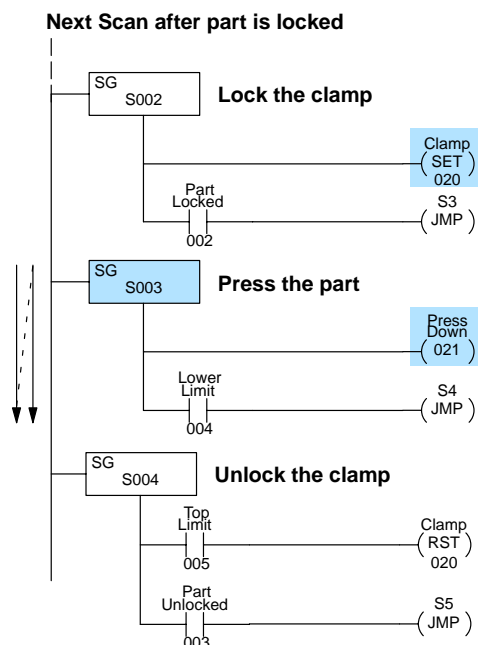 Next Scan after part is locked
SG
S002
Lock the clamp
Clamp
SET
020
Part
Locked
002
S3
JMP
SG
S003
Press the part
Press
Down
021
Lower
Limit
004
S4
JMP
SG
S004
Unlock the clamp
Top
Limit
005
Clamp
RST
020
Part
Unlocked
003
S5
JMP